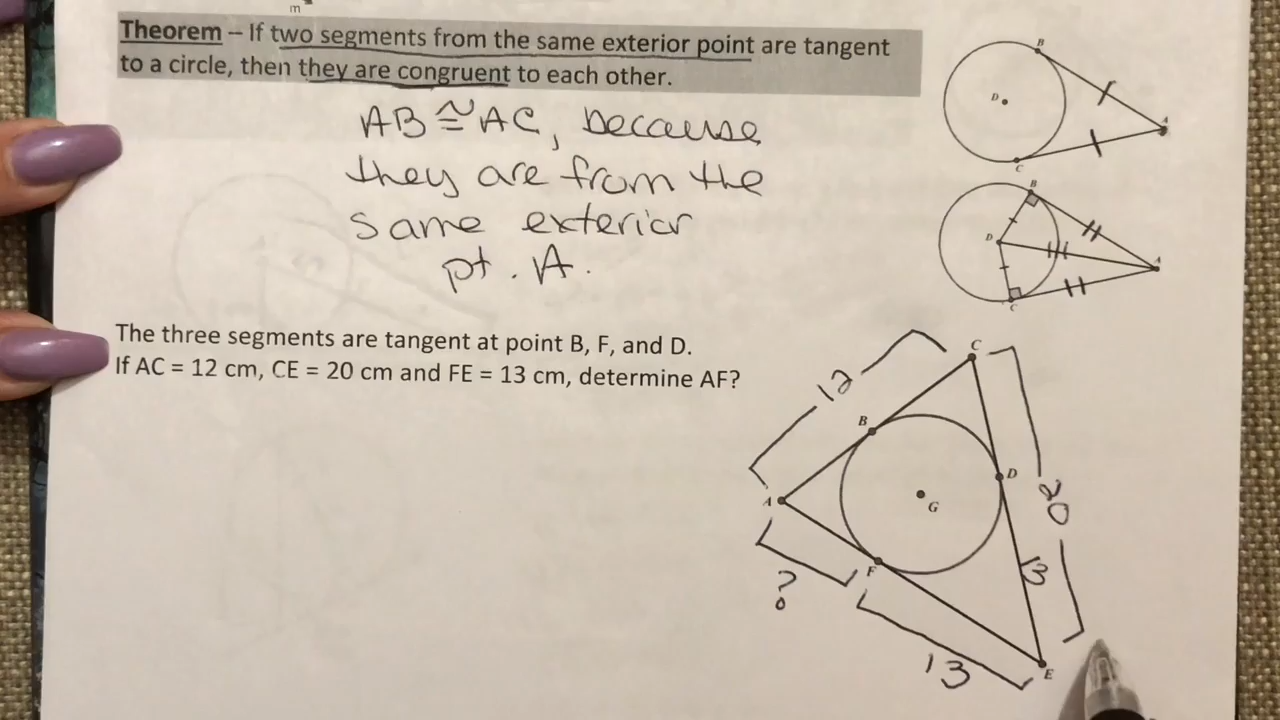 m
Theorem – If two segments from the same exterior point are tangent
to a circle, then they are congruent to each other.
AB ≅ AC, because
they are from the
same exterior
pt. A.
B
D
A
C
B
D
A
C
The three segments are tangent at point B, F, and D.
If AC = 12 cm, CE = 20 cm and FE = 13 cm, determine AF?
C
12
B
D
A
20
G
F
13
?
13
E